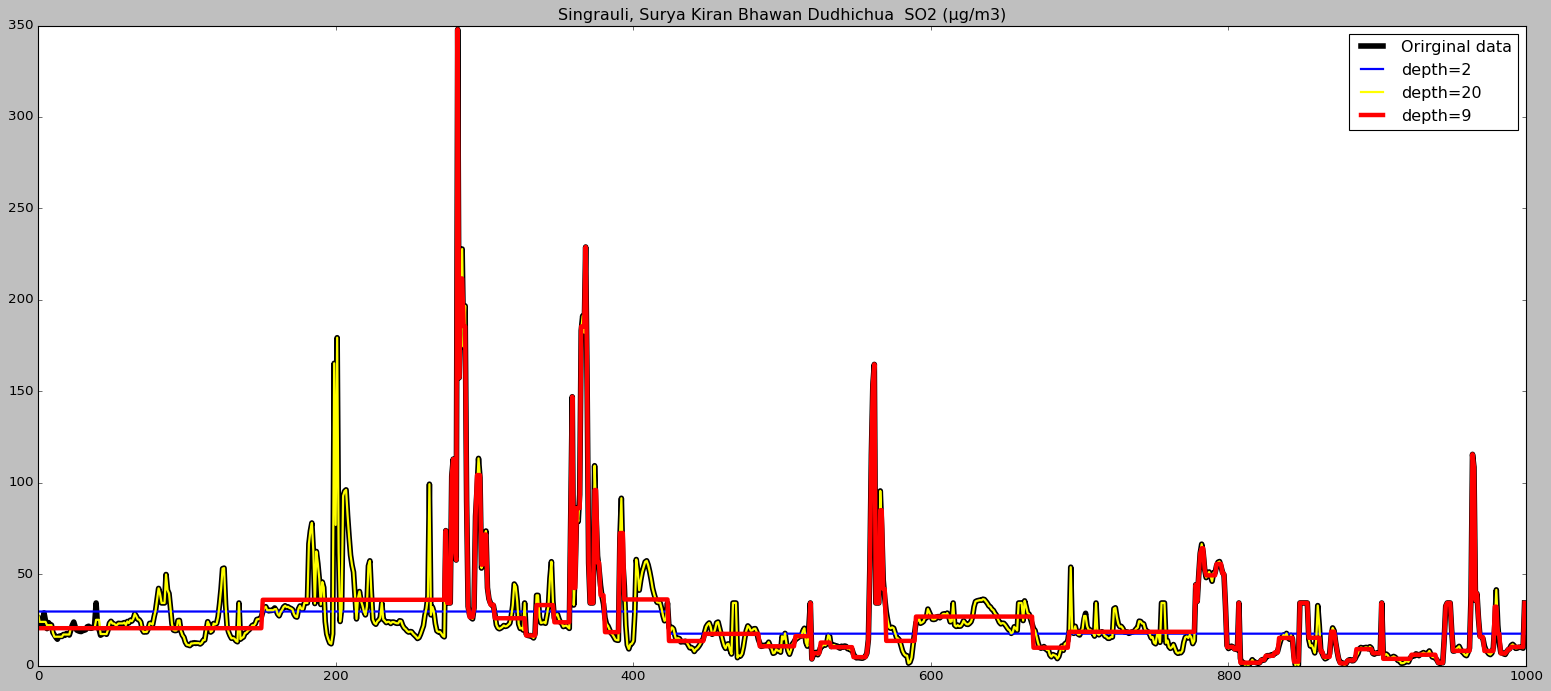 Singrauli, Surya Kiran Bhawan Dudhichua  SO2 (µg/m3)
350
300
250
200
150
100
50
0
0 200 400 600 800 1000
Orirginal data
depth=2
depth=20
depth=9